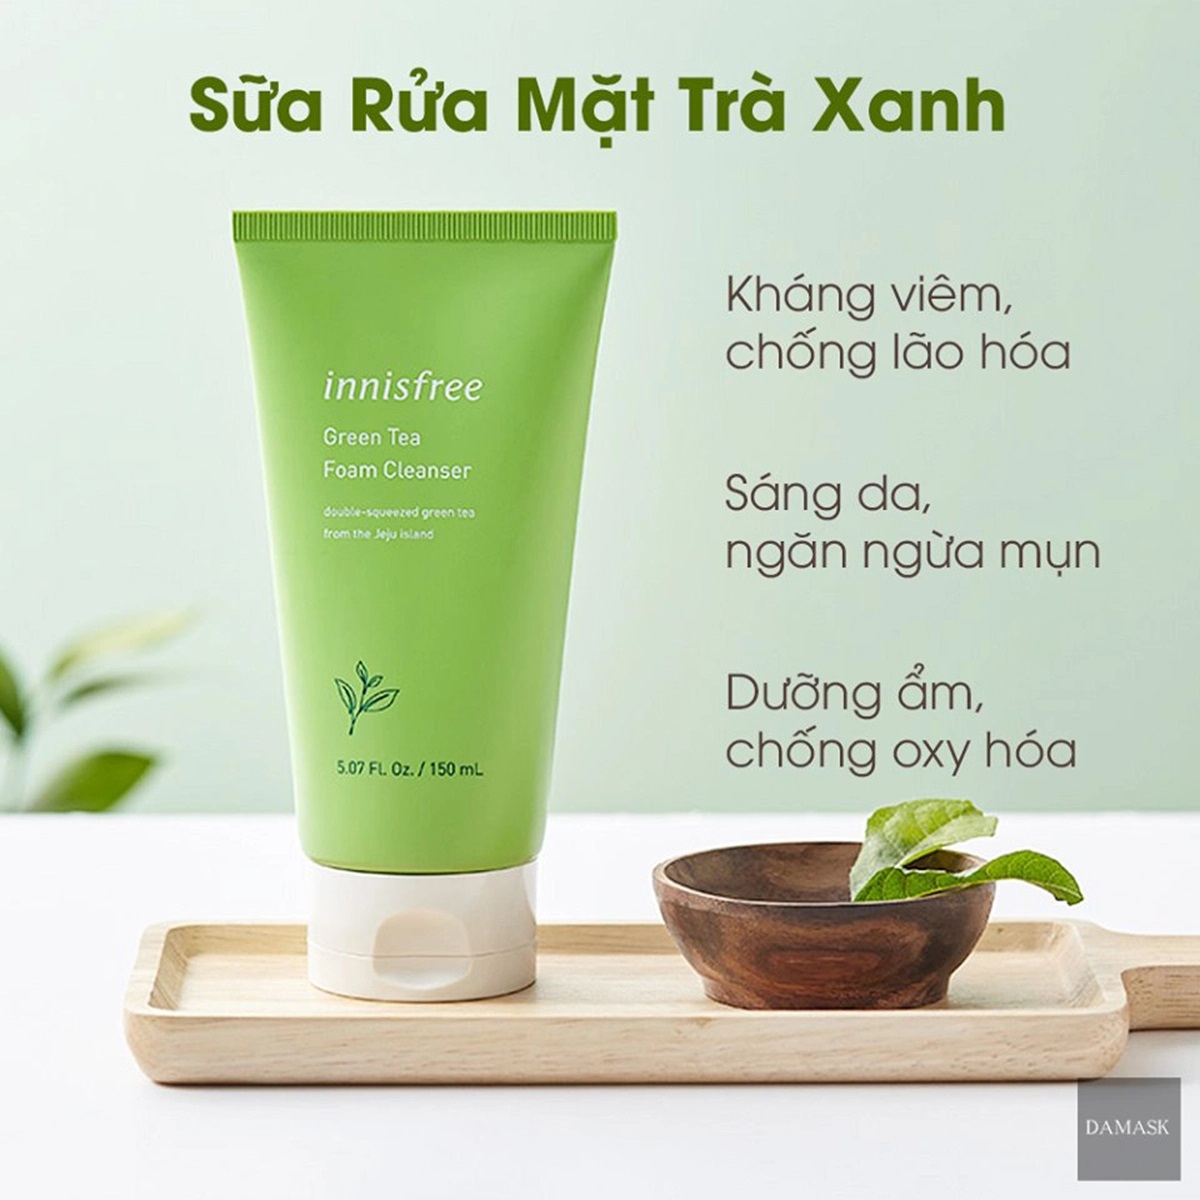 Sữa Rửa Mặt Trà Xanh
innisfree
Green Tea
Foam Cleanser
double-squeezed green tea
from the Jeju island
5.07 FL. Oz. / 150 mL
Kháng viêm,
chống lão hóa
Sáng da,
ngăn ngừa mụn
Dưỡng ẩm,
chống oxy hóa
DAMASK